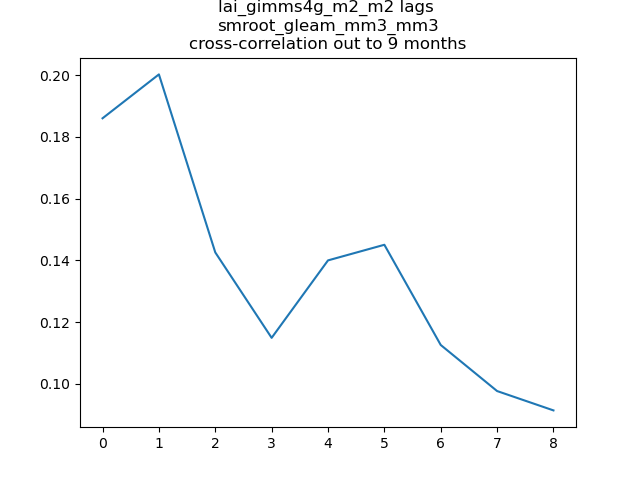 lai_gimms4g_m2_m2 lags
smroot_gleam_mm3_mm3
cross-correlation out to 9 months
0.20
0.18
0.16
0.14
0.12
0.10
0 1 2 3 4 5 6 7 8